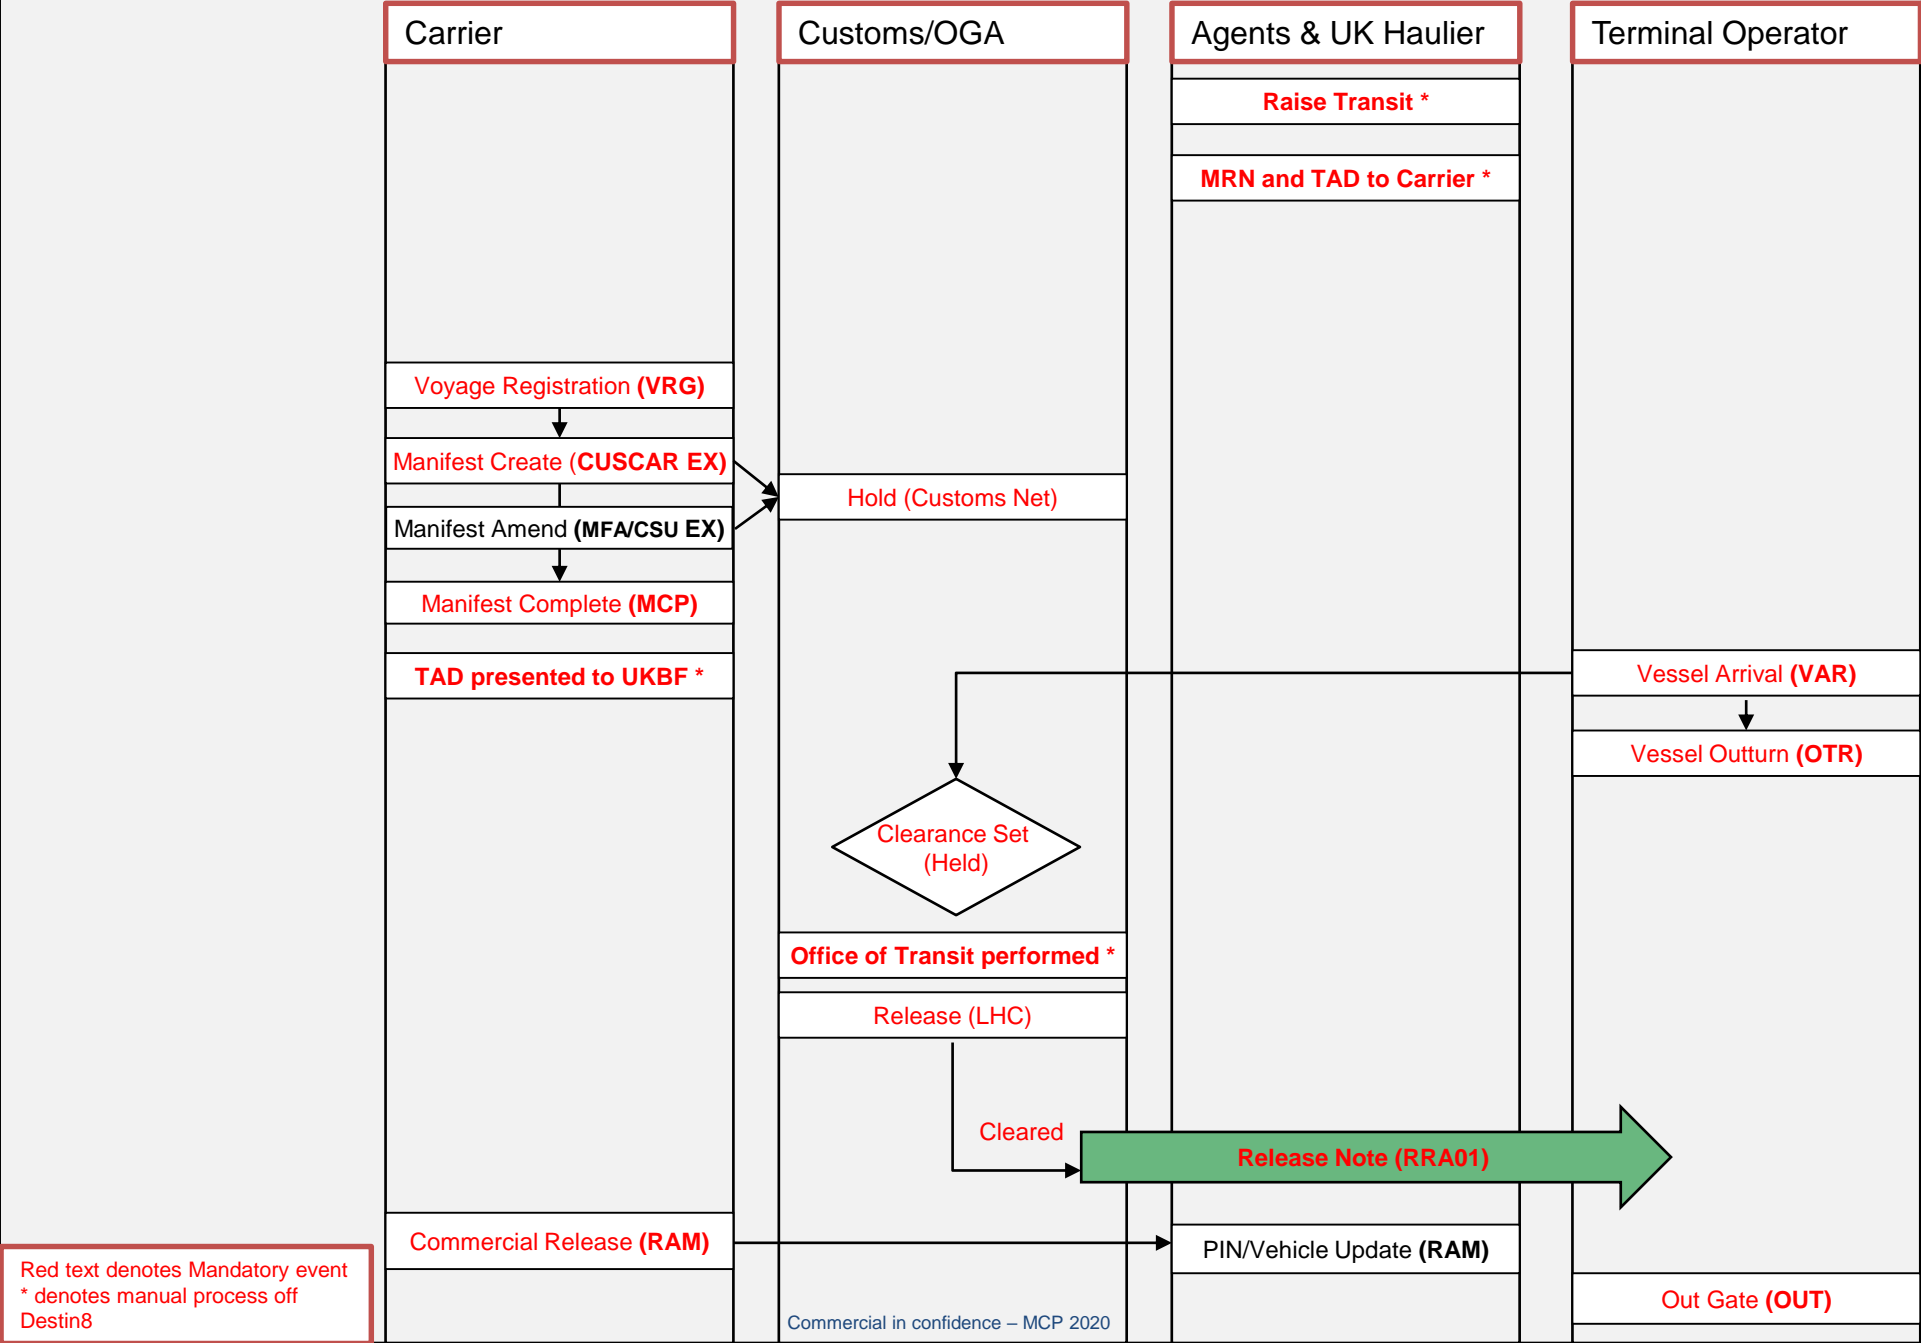 Carrier
Customs/OGA
Agents & UK Haulier
Terminal Operator
Raise Transit *
MRN and TAD to Carrier *
Voyage Registration (VRG)
Manifest Create (CUSCAR EX)
Hold (Customs Net)
Manifest Amend (MFA/CSU EX)
Manifest Complete (MCP)
TAD presented to UKBF *
Vessel Arrival (VAR)
Vessel Outturn (OTR)
Clearance Set
(Held)
Office of Transit performed *
Release (LHC)
Cleared
Release Note (RRA01)
Commercial Release (RAM)
PIN/Vehicle Update (RAM)
Out Gate (OUT)
Red text denotes Mandatory event
* denotes manual process off
Destin8
Commercial in confidence – MCP 2020